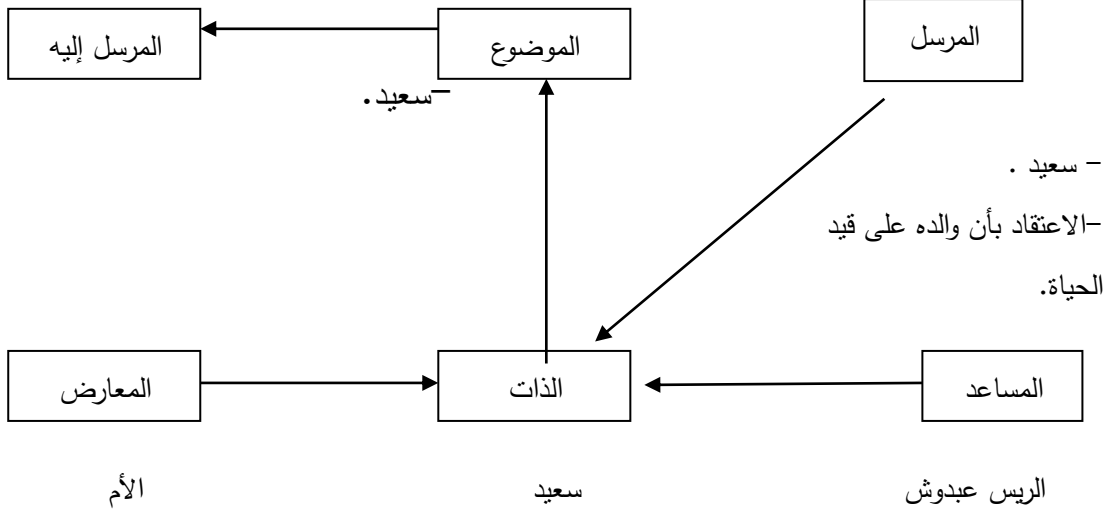 المرسل
الموضوع
المرسل إليه
–سعيد.
– سعيد .
–الاعتقاد بأن والده على قيد
الحياة.
المساعد
الذات
المعارض
الريس عبدوش
سعيد
الأم